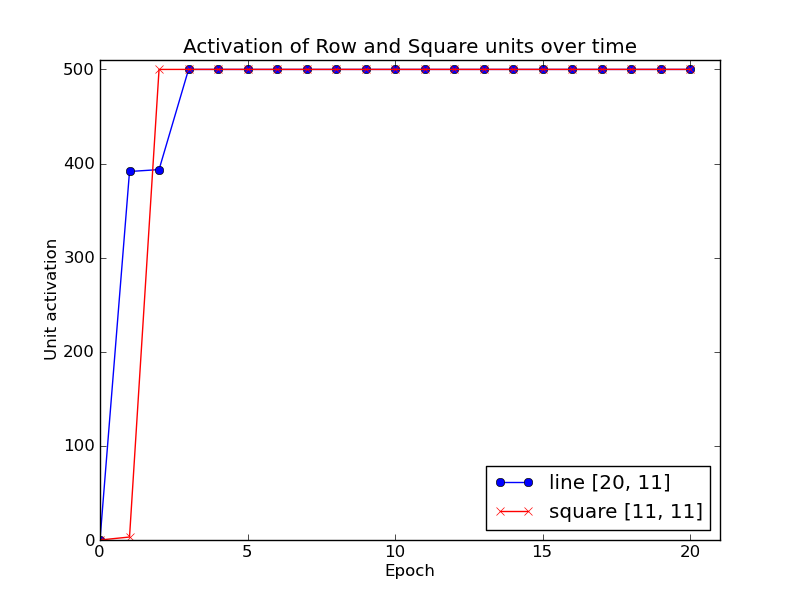 Activation of Row and Square units over time
500
400
300
200
100
0
Unit activation
0 5 10 15 20
Epoch
line [20, 11]
square [11, 11]